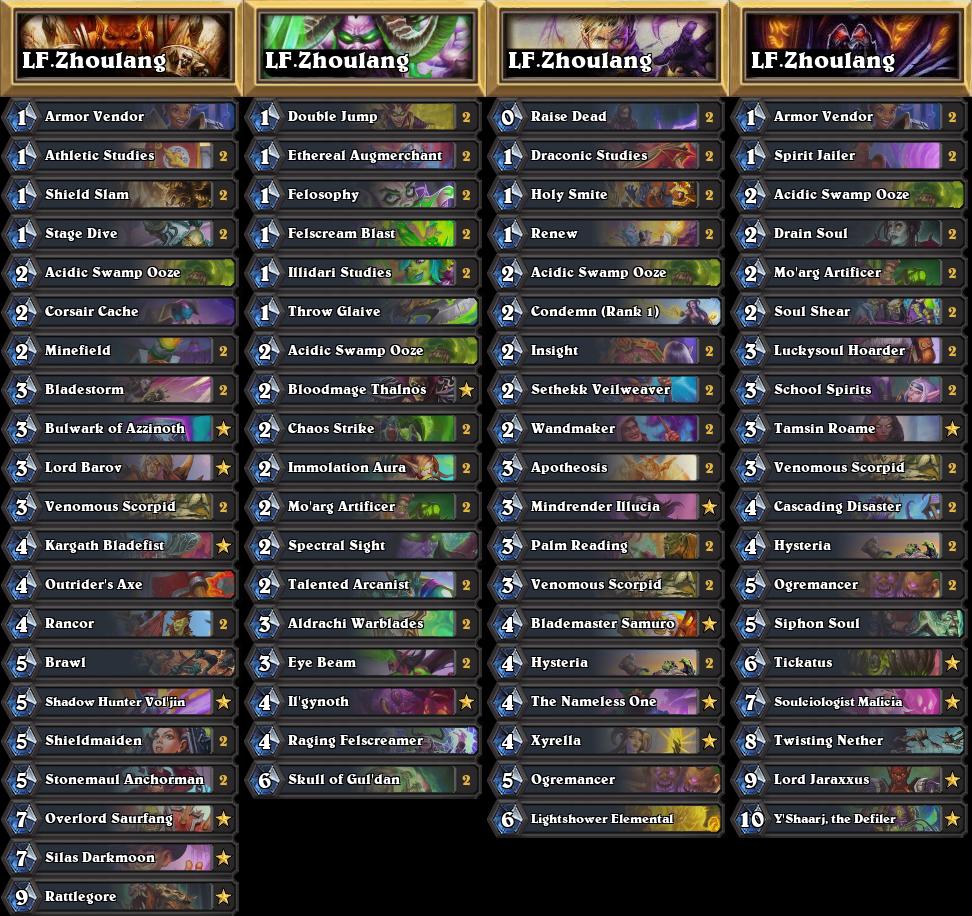 LF.Zhoulang
1 Armor Vendor
1 Athletic Studies 2
1 Shield Slam 2
1 Stage Dive 2
2 Acidic Swamp Ooze
2 Corsair Cache
2 Minefield 2
3 Bladestorm 2
3 Bulwark of Azzinoth
3 Lord Barov
3 Venomous Scorpid 2
4 Kargath Bladefist
4 Outrider's Axe
4 Rancor 2
5 Brawl
5 Shadow Hunter Vol'jin
5 Shieldmaiden 2
5 Stonemaul Anchorman 2
7 Overlord Saurfang
7 Silas Darkmoon
9 Rattlegore
LF.Zhoulang
1 Double Jump 2
1 Ethereal Augmerchant 2
1 Felosophy 2
1 Felscream Blast 2
1 Illidari Studies 2
1 Throw Glaive
2 Acidic Swamp Ooze
2 Bloodmage Thalnos
2 Chaos Strike 2
2 Immolation Aura 2
2 Mo'arg Artificer 2
2 Spectral Sight
2 Talented Arcanist 2
3 Aldrachi Warblades 2
3 Eye Beam 2
4 Il'gynoth
4 Raging Felscreamer
6 Skull of Gul'dan 2
LF.Zhoulang
0 Raise Dead 2
1 Draconic Studies 2
1 Holy Smite 2
1 Renew 2
2 Acidic Swamp Ooze
2 Condemn (Rank 1)
2 Insight 2
2 Sethekk Veilweaver 2
2 Wandmaker 2
3 Apotheosis 2
3 Mindrender Illucia
3 Palm Reading 2
3 Venomous Scorpid 2
4 Blademaster Samuro
4 Hysteria 2
4 The Nameless One
4 Xyrella
5 Ogremancer
6 Lightshower Elemental
LF.Zhoulang
1 Armor Vendor 2
1 Spirit Jailer 2
2 Acidic Swamp Ooze
2 Drain Soul 2
2 Mo'arg Artificer 2
2 Soul Shear 2
3 Luckysoul Hoarder 2
3 School Spirits 2
3 Tamsin Roame
3 Venomous Scorpid 2
4 Cascading Disaster 2
4 Hysteria 2
5 Ogremancer 2
5 Siphon Soul
6 Tickatus
7 Soulciologist Malicia
8 Twisting Nether
9 Lord Jaraxxus
10 Y'Shaarj, the Defiler